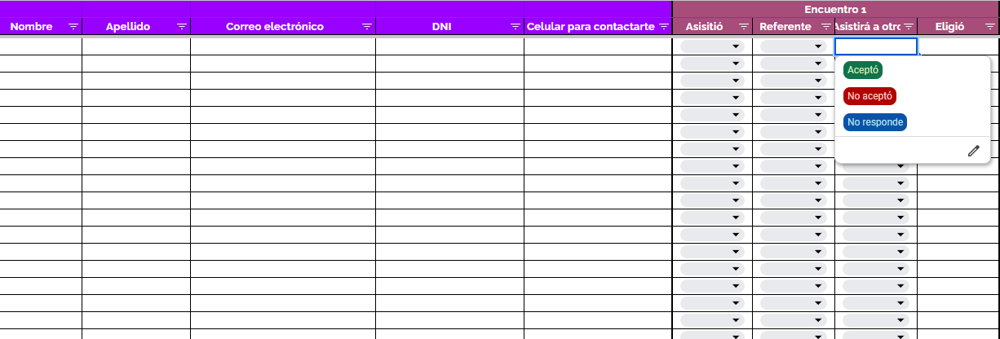 Encuentro 1
Nombre Apellido Correo electrónico DNI Celular para contactarte Asisitió Referente Asistirá a otro Eligió
Aceptó
No aceptó
No responde